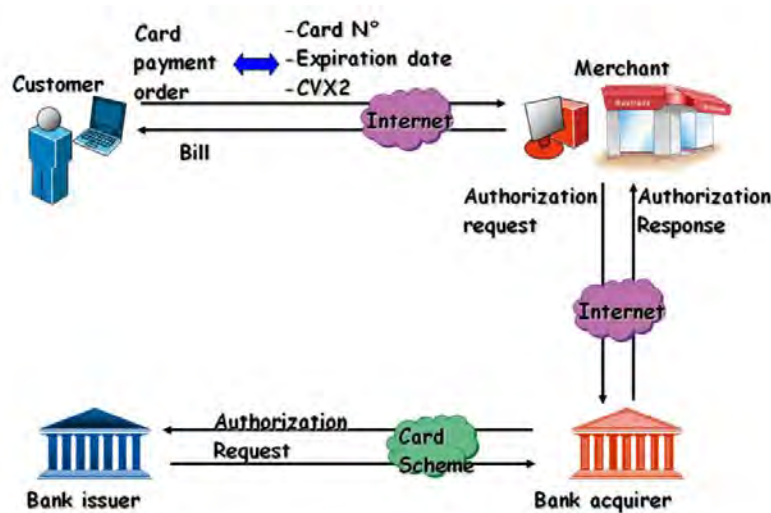 Card
payment
order
-Card N°
-Expiration date
-CVX2
Customer
Merchant
Internet
Bill
Authorization
request
Authorization
Response
Internet
Authorization
Request
Card
Scheme
Bank issuer
Bank acquirer